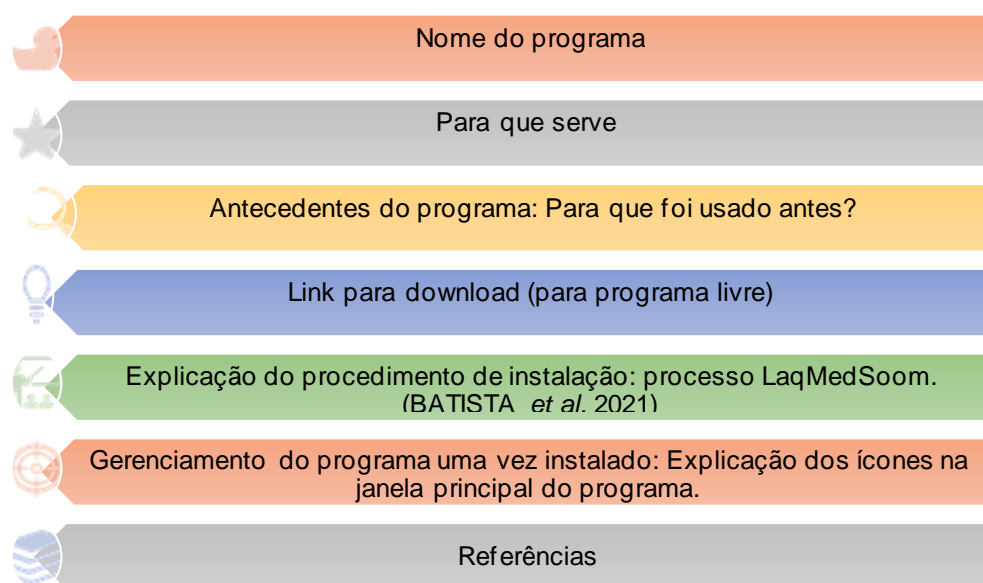 Nome do programa
Para que serve
Antecedentes do programa: Para que foi usado antes?
Link para download (para programa livre)
Explicação do procedimento de instalação: processo LaqMedSoom.
(BATISTA et al. 2021)
Gerenciamento do programa uma vez instalado: Explicação dos ícones na
janela principal do programa.
Referências